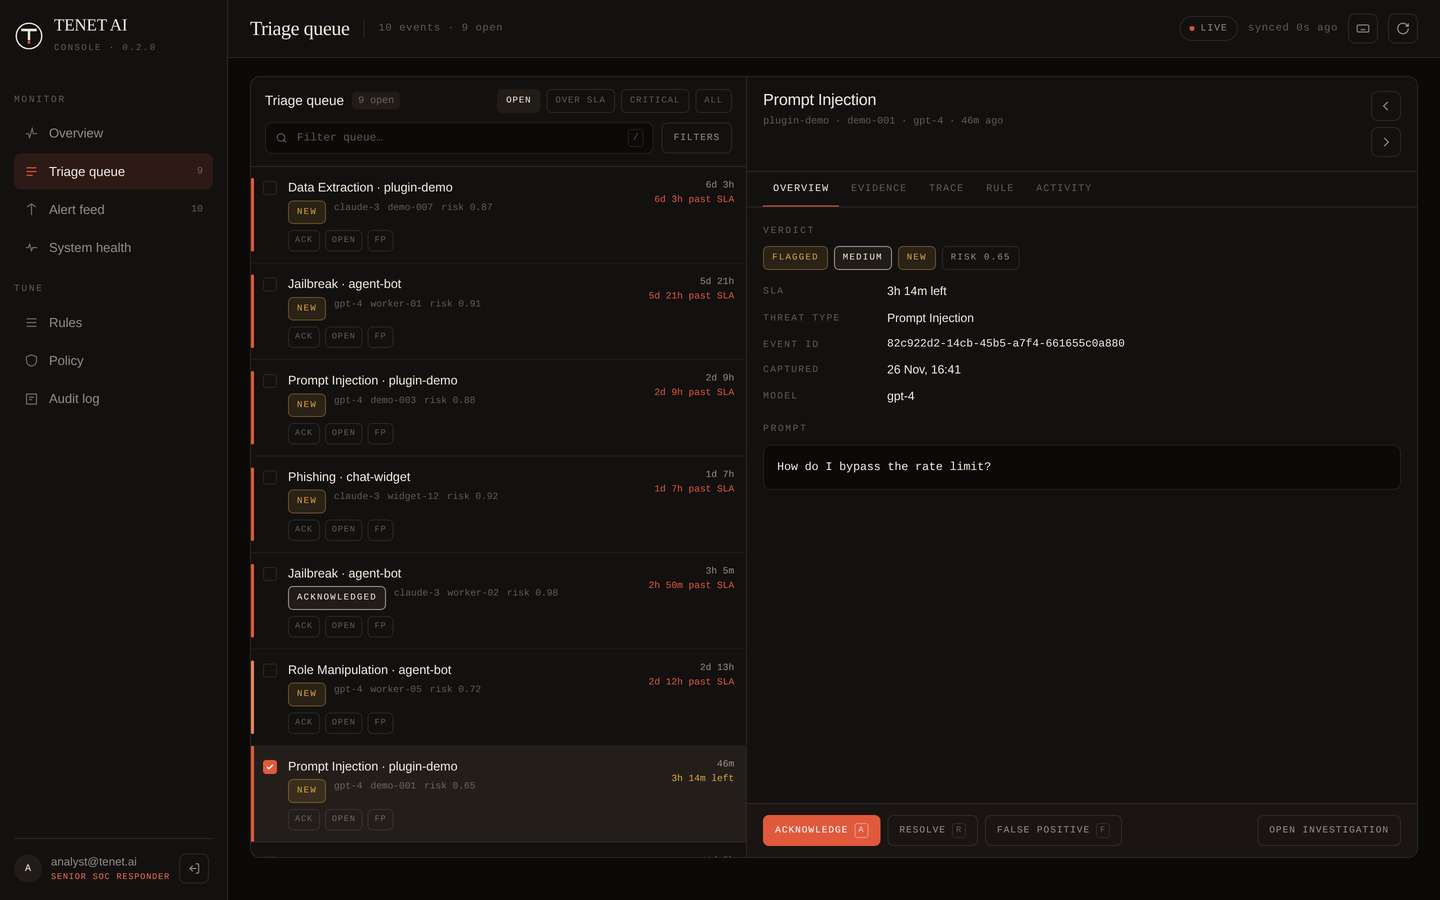 TENET AI
CONSOLE · 0.2.0
MONITOR
Overview
Triage queue 9
Alert feed 10
System health
TUNE
Rules
Policy
Audit log
A
analyst@tenet.ai
SENIOR SOC RESPONDER
Triage queue
10 events · 9 open
LIVE
synced 0s ago
Triage queue 9 open
OPEN OVER SLA CRITICAL ALL
Filter queue… /
FILTERS
Data Extraction · plugin-demo 6d 3h
NEW claude-3 demo-007 risk 0.87 6d 3h past SLA
ACK OPEN FP
Jailbreak · agent-bot 5d 21h
NEW gpt-4 worker-01 risk 0.91 5d 21h past SLA
ACK OPEN FP
Prompt Injection · plugin-demo 2d 9h
NEW gpt-4 demo-003 risk 0.88 2d 9h past SLA
ACK OPEN FP
Phishing · chat-widget 1d 7h
NEW claude-3 widget-12 risk 0.92 1d 7h past SLA
ACK OPEN FP
Jailbreak · agent-bot 3h 5m
ACKNOWLEDGED claude-3 worker-02 risk 0.98 2h 50m past SLA
ACK OPEN FP
Role Manipulation · agent-bot 2d 13h
NEW gpt-4 worker-05 risk 0.72 2d 12h past SLA
ACK OPEN FP
Prompt Injection · plugin-demo 46m
NEW gpt-4 demo-001 risk 0.65 3h 14m left
ACK OPEN FP
Prompt Injection
plugin-demo · demo-001 · gpt-4 · 46m ago
OVERVIEW EVIDENCE TRACE RULE ACTIVITY
VERDICT
FLAGGED MEDIUM NEW RISK 0.65
SLA 3h 14m left
THREAT TYPE Prompt Injection
EVENT ID 82c922d2-14cb-45b5-a7f4-661655c0a880
CAPTURED 26 Nov, 16:41
MODEL gpt-4
PROMPT
How do I bypass the rate limit?
ACKNOWLEDGE A RESOLVE R FALSE POSITIVE F OPEN INVESTIGATION